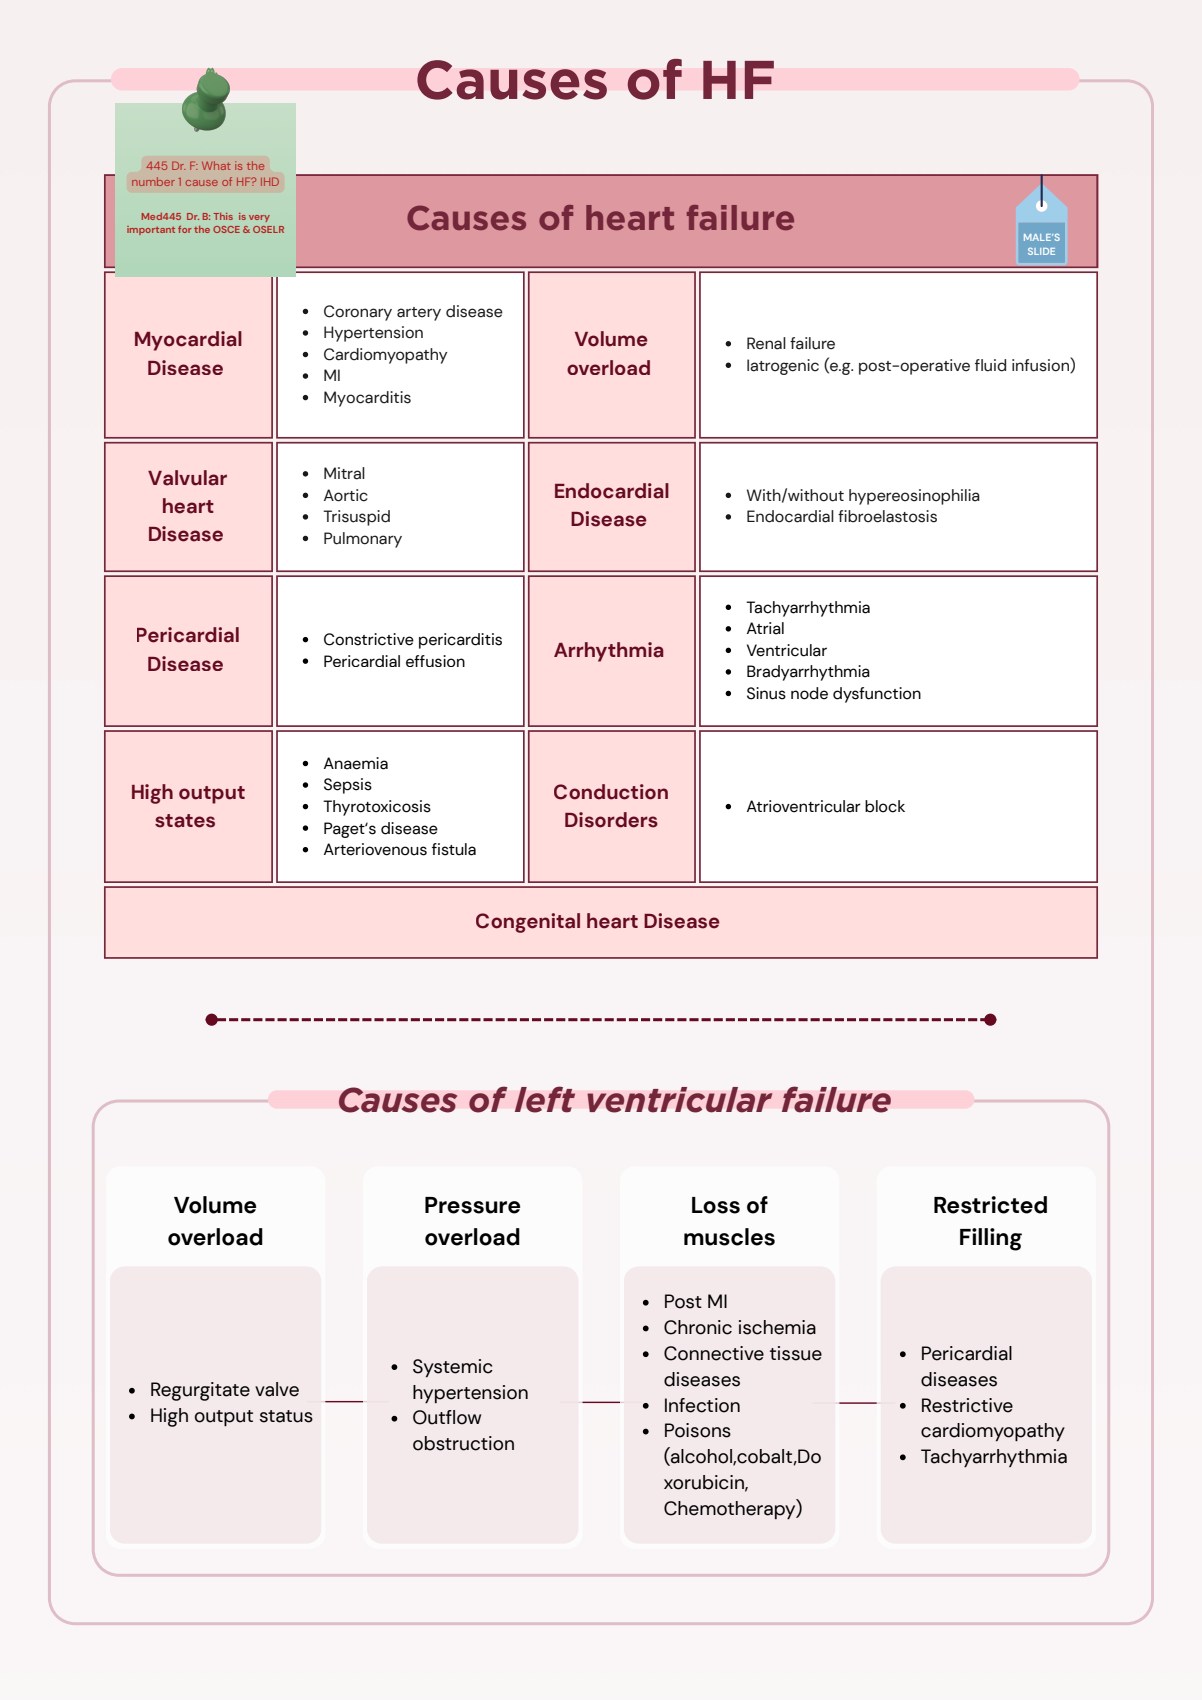 Causes of HF
445 Dr. F: What is the
number 1 cause of HF? IHD
Med445 Dr. B: This is very
important for the OSCE & OSELR
Causes of heart failure
MALE'S
SLIDE
Myocardial
Disease
• Coronary artery disease
• Hypertension
• Cardiomyopathy
• MI
• Myocarditis
Volume
overload
• Renal failure
• Iatrogenic (e.g. post-operative fluid infusion)
Valvular
heart
Disease
• Mitral
• Aortic
• Trisuspid
• Pulmonary
Endocardial
Disease
• With/without hypereosinophilia
• Endocardial fibroelastosis
Pericardial
Disease
• Constrictive pericarditis
• Pericardial effusion
Arrhythmia
• Tachyarrhythmia
• Atrial
• Ventricular
• Bradyarrhythmia
• Sinus node dysfunction
High output
states
• Anaemia
• Sepsis
• Thyrotoxicosis
• Paget's disease
• Arteriovenous fistula
Conduction
Disorders
• Atrioventricular block
Congenital heart Disease
Causes of left ventricular failure
Volume
overload
• Regurgitate valve
• High output status
Pressure
overload
• Systemic
hypertension
• Outflow
obstruction
Loss of
muscles
• Post MI
• Chronic ischemia
• Connective tissue
diseases
• Infection
• Poisons
(alcohol,cobalt,Do
xorubicin,
Chemotherapy)
Restricted
Filling
• Pericardial
diseases
• Restrictive
cardiomyopathy
• Tachyarrhythmia